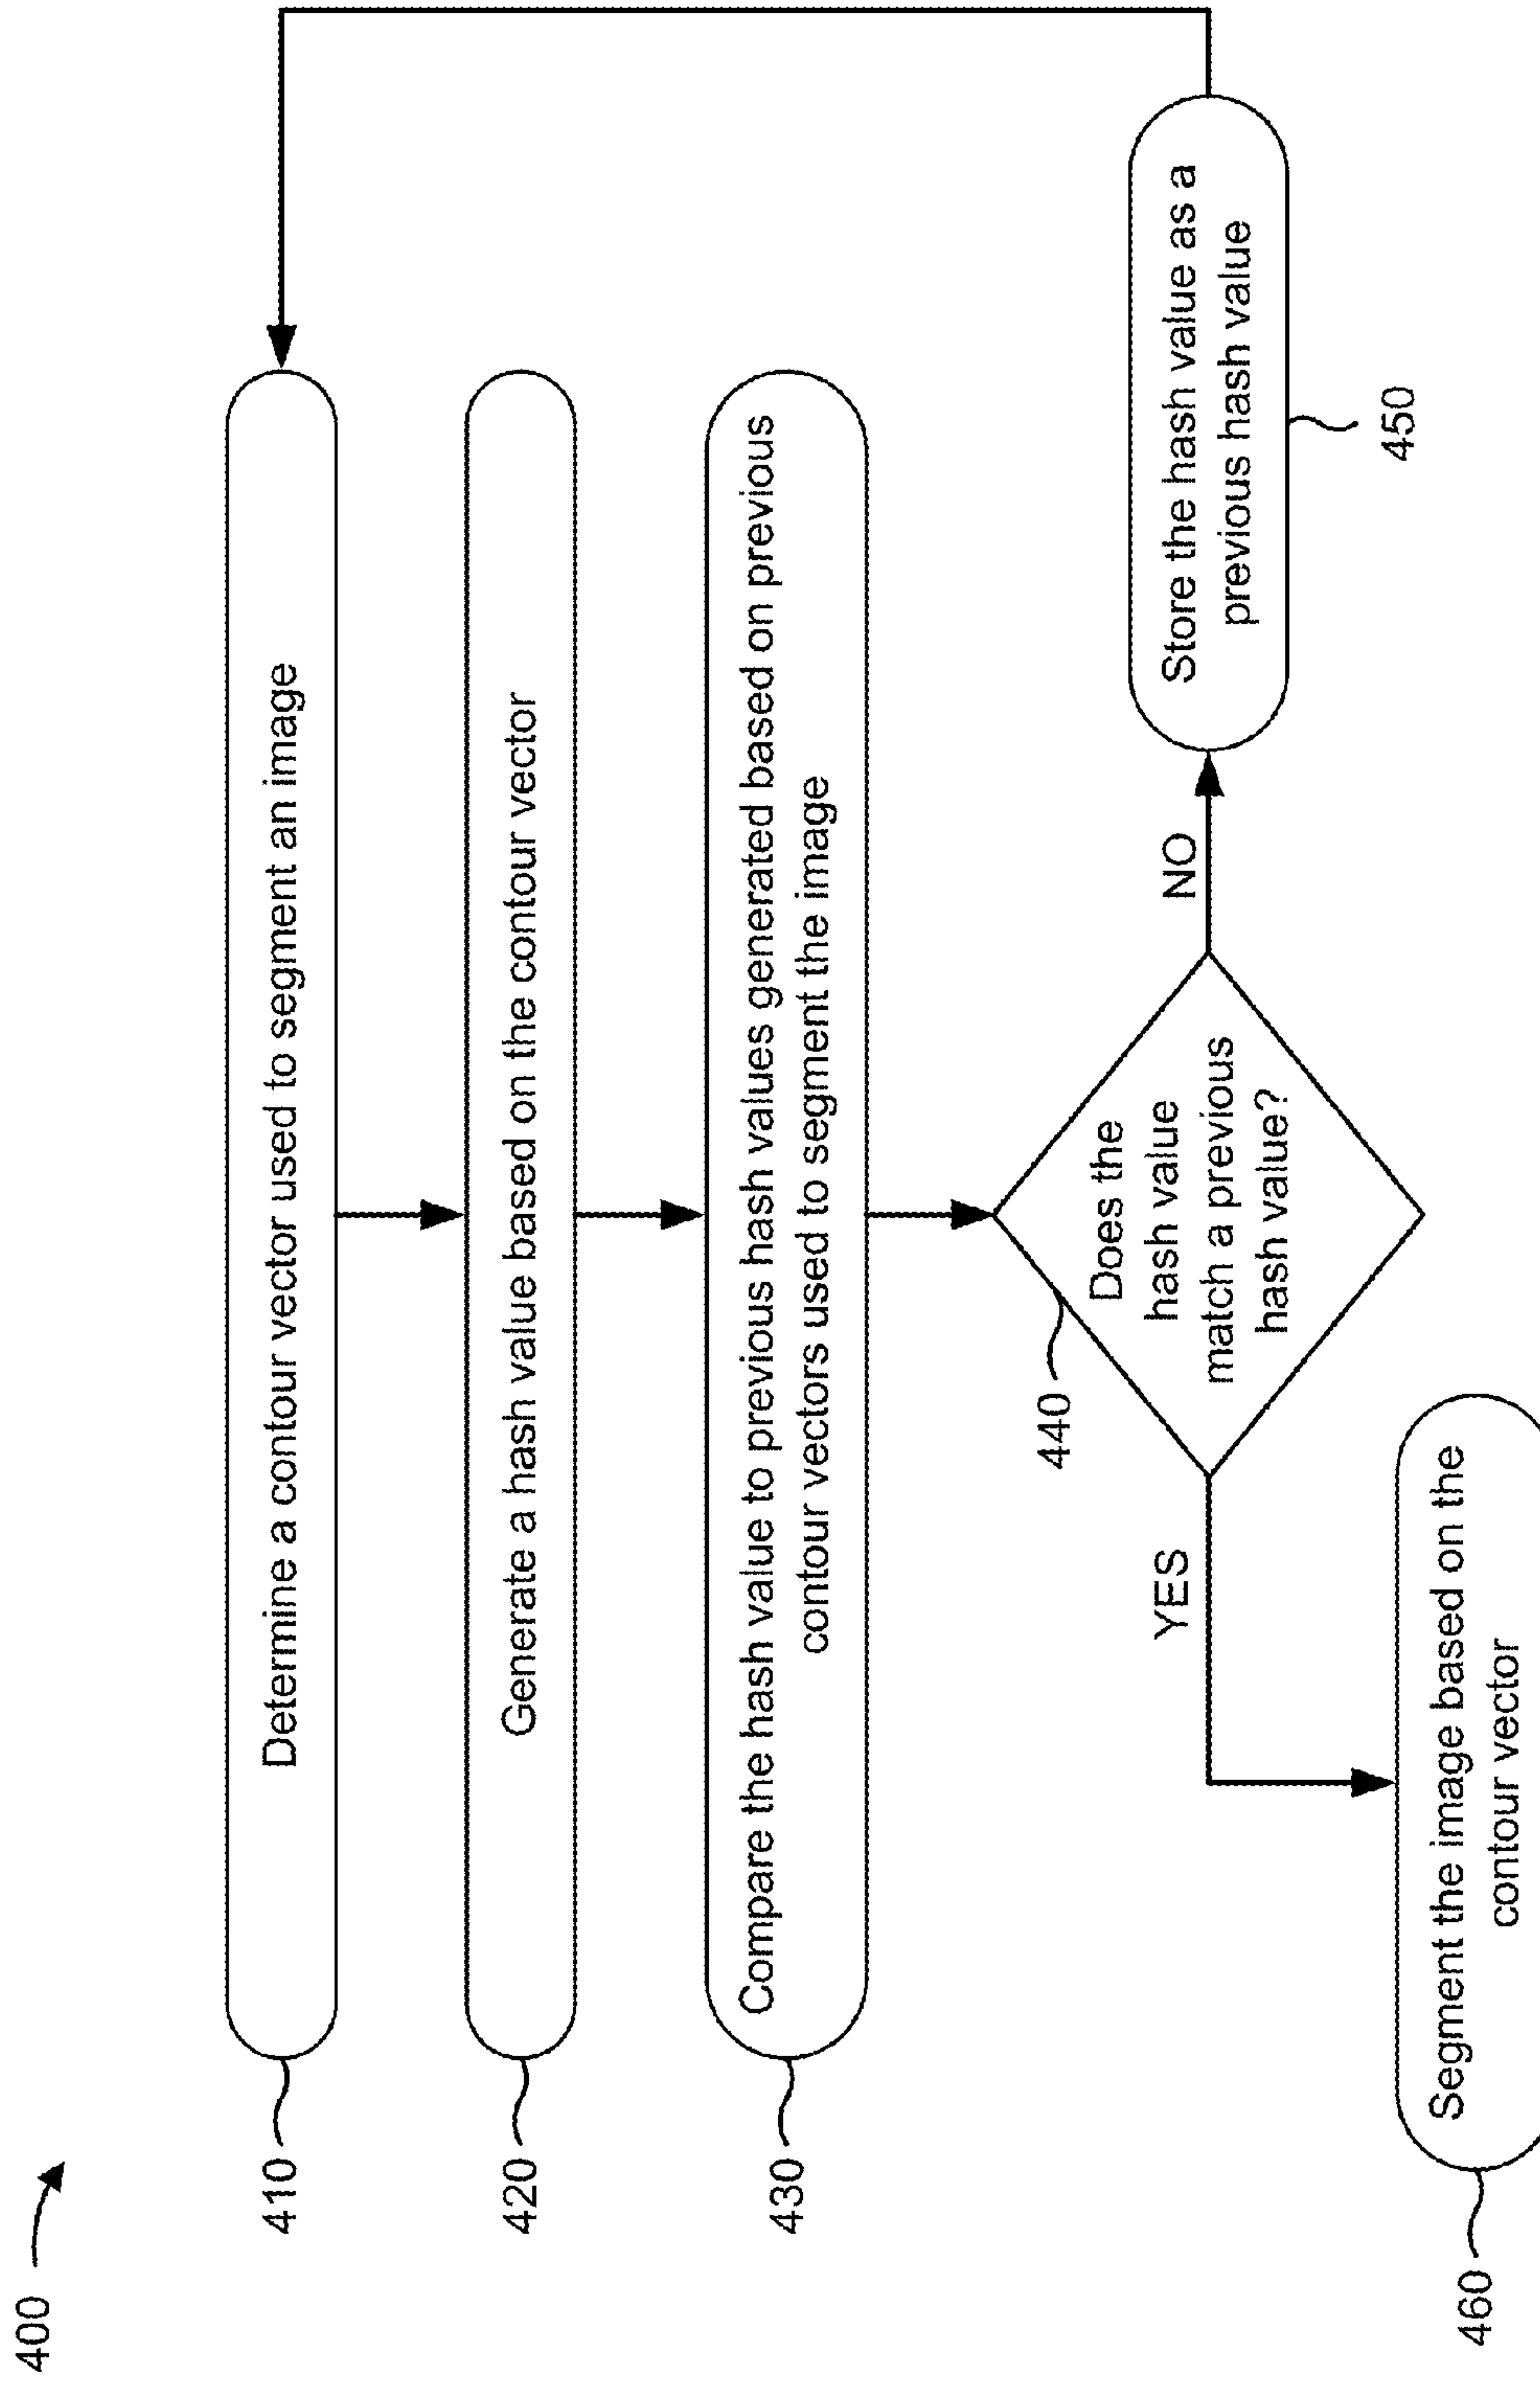 400
410
Determine a contour vector used to segment an image
420
Generate a hash value based on the contour vector
430
Compare the hash value to previous hash values generated based on previous
contour vectors used to segment the image
440
Does the
hash value
match a previous
hash value?
YES
NO
Store the hash value as a
previous hash value
450
460
Segment the image based on the
contour vector